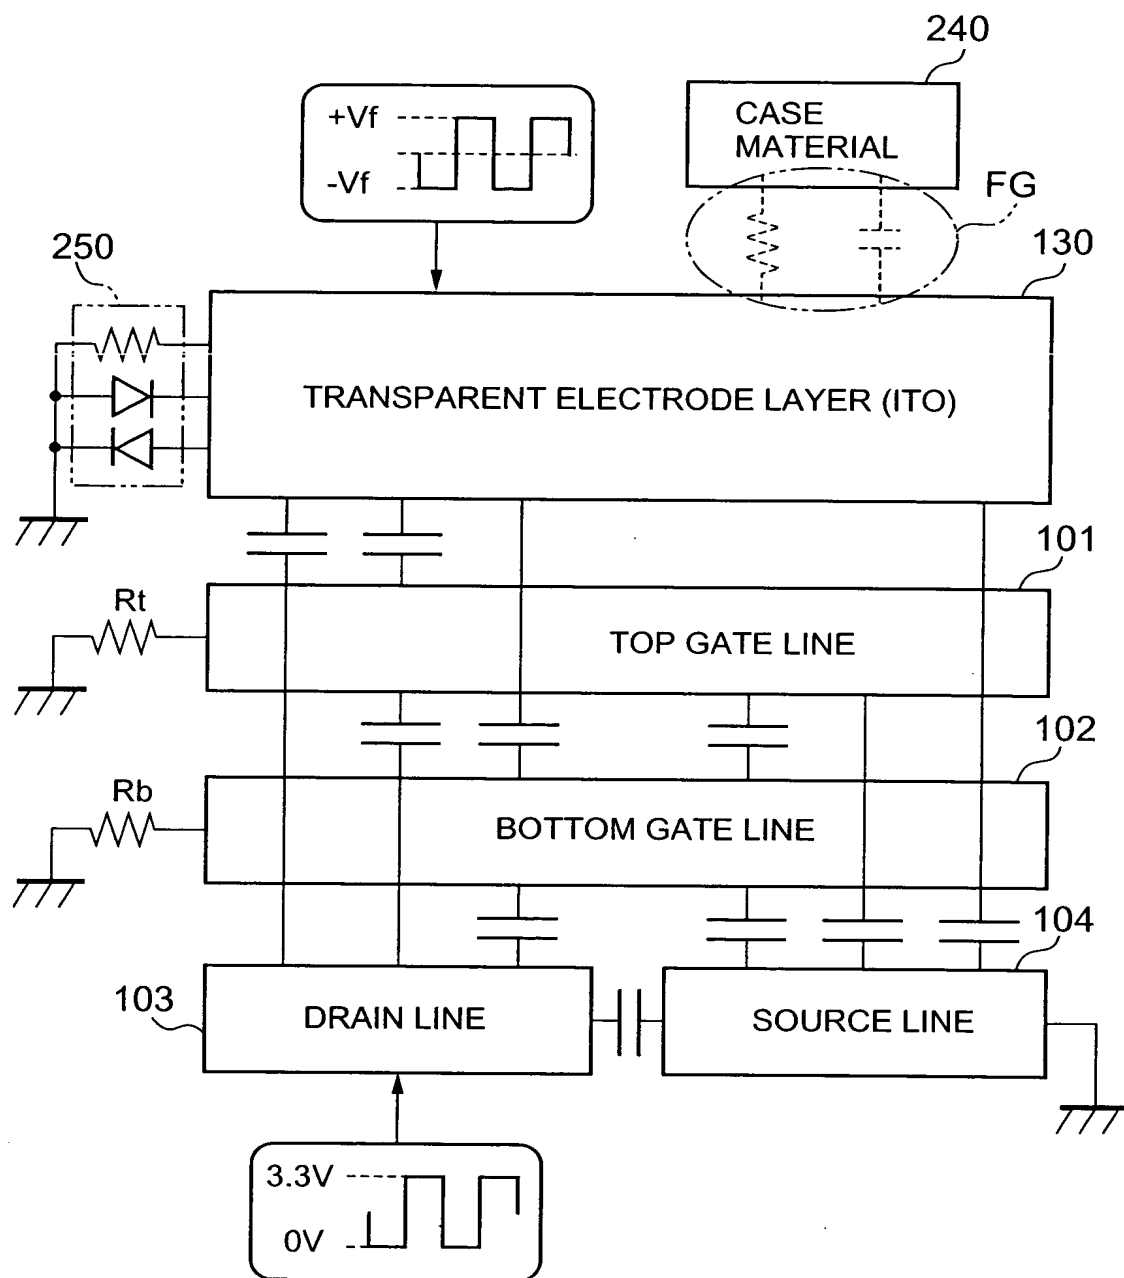 240
+Vf
-Vf
CASE
MATERIAL
FG
250
130
TRANSPARENT ELECTRODE LAYER (ITO)
101
Rt
TOP GATE LINE
102
Rb
BOTTOM GATE LINE
104
103
DRAIN LINE
SOURCE LINE
3.3V
0V